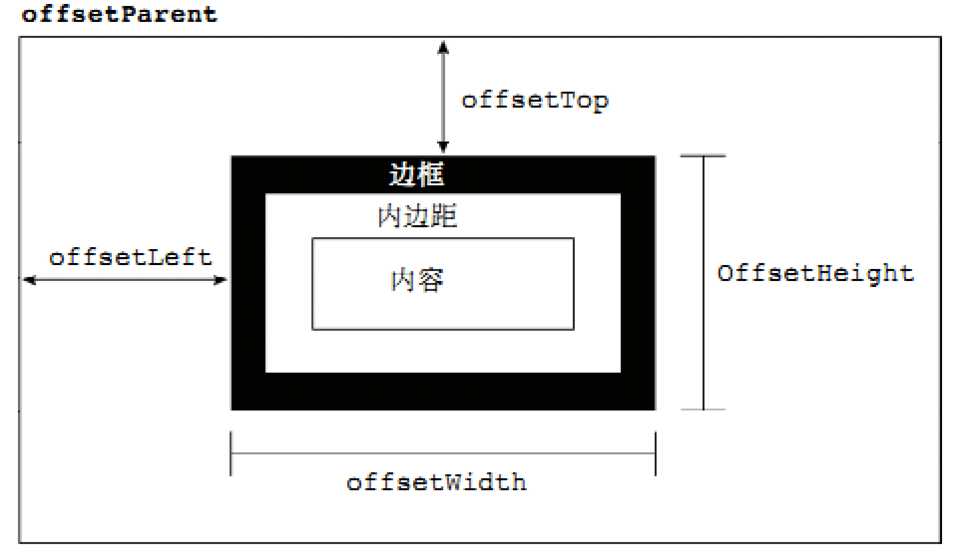 offsetParent
offsetTop
边框
内边距
offsetLeft
内容
OffsetHeight
offsetWidth